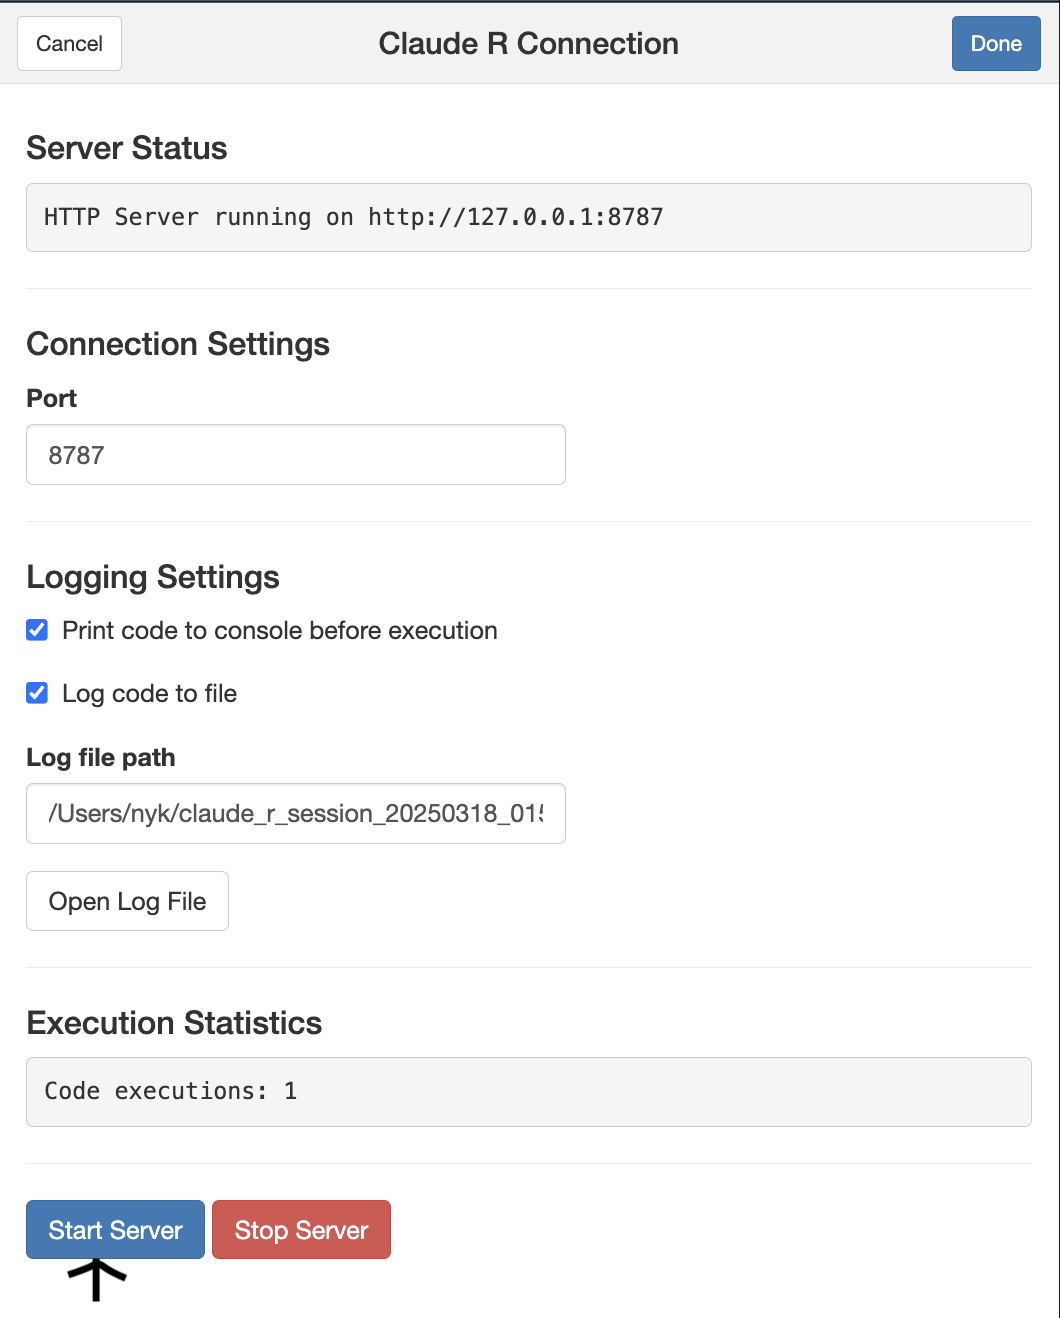 Cancel
Claude R Connection
Done
Server Status
HTTP Server running on http://127.0.0.1:8787
Connection Settings
Port
8787
Logging Settings
Print code to console before execution
Log code to file
Log file path
/Users/nyk/claude_r_session_20250318_01
Open Log File
Execution Statistics
Code executions: 1
Start Server
Stop Server